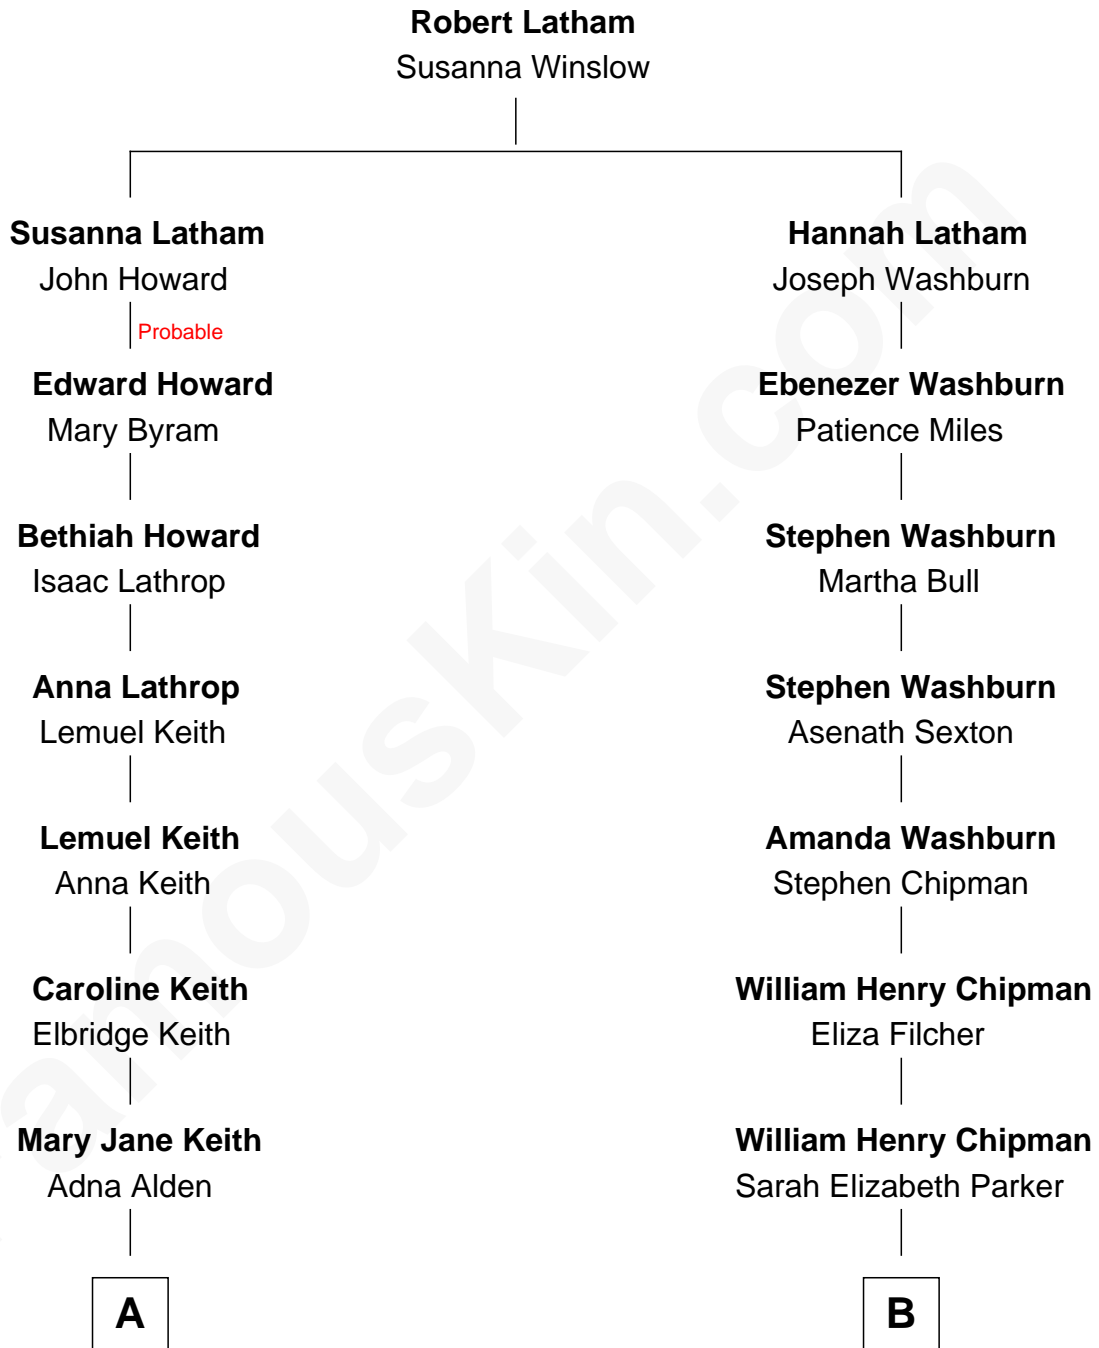 Robert Latham
Susanna Winslow
Susanna Latham
John Howard
Hannah Latham
Joseph Washburn
Probable
Edward Howard
Mary Byram
Ebenezer Washburn
Patience Miles
Bethiah Howard
Isaac Lathrop
Stephen Washburn
Martha Bull
Anna Lathrop
Lemuel Keith
Stephen Washburn
Asenath Sexton
Lemuel Keith
Anna Keith
Amanda Washburn
Stephen Chipman
Caroline Keith
Elbridge Keith
William Henry Chipman
Eliza Filcher
Mary Jane Keith
Adna Alden
William Henry Chipman
Sarah Elizabeth Parker
A
B
famouskin.com